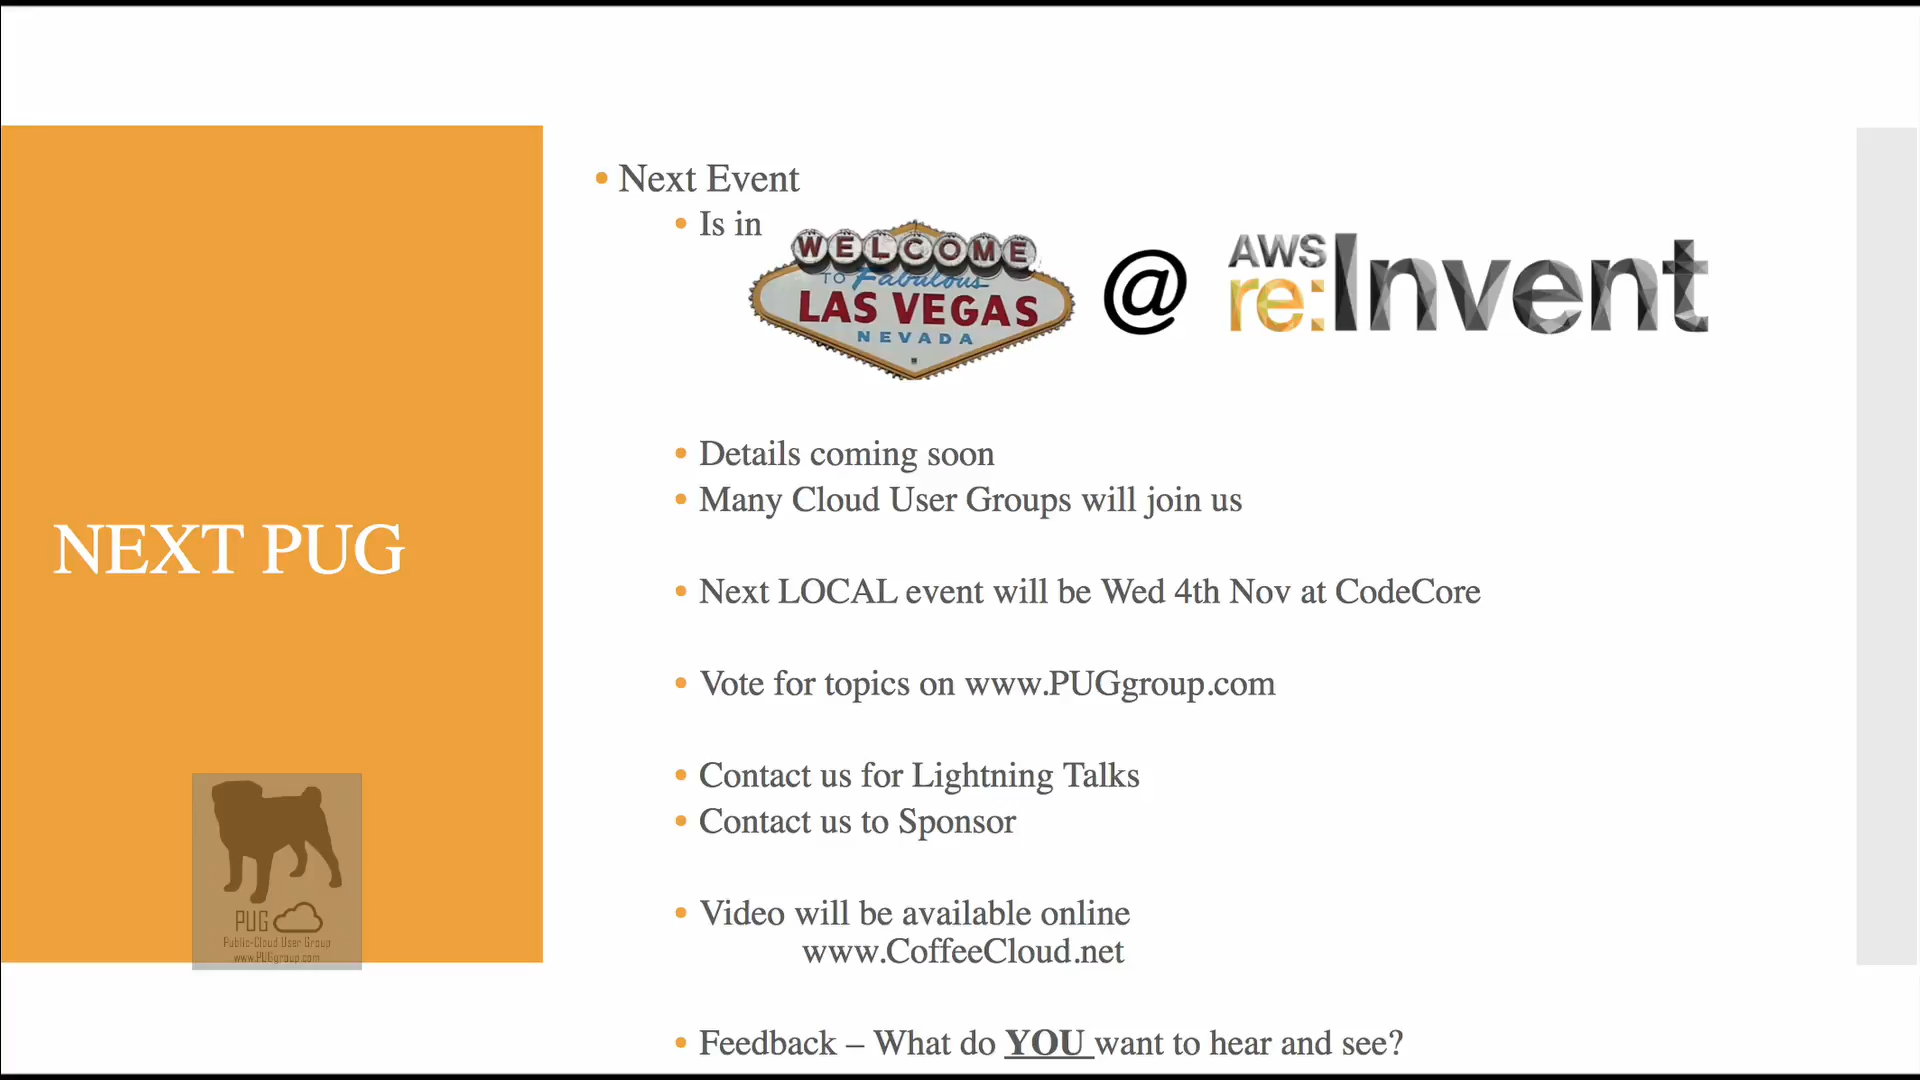 Next Event
Is in
WELCOME
TO Fabulous
LAS VEGAS
NEVADA
@
AWS
re:Invent
Details coming soon
Many Cloud User Groups will join us
NEXT PUG
Next LOCAL event will be Wed 4th Nov at CodeCore
Vote for topics on www.PUGgroup.com
Contact us for Lightning Talks
Contact us to Sponsor
Video will be available online
www.CoffeeCloud.net
PUG
Public-Cloud User Group
www.PUGgroup.com
Feedback – What do YOU want to hear and see?